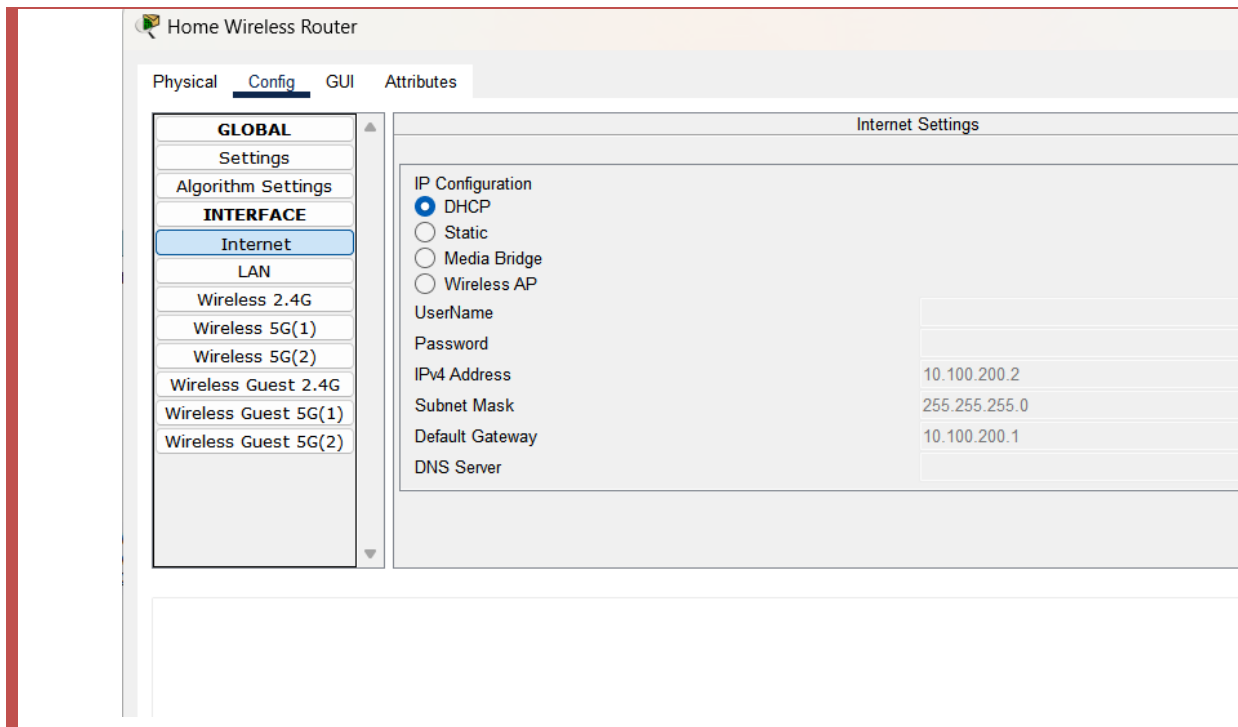 Home Wireless Router
Physical Config GUI Attributes
GLOBAL
Settings
Algorithm Settings
INTERFACE
Internet
LAN
Wireless 2.4G
Wireless 5G(1)
Wireless 5G(2)
Wireless Guest 2.4G
Wireless Guest 5G(1)
Wireless Guest 5G(2)
Internet Settings
IP Configuration
DHCP
Static
Media Bridge
Wireless AP
UserName
Password
IPv4 Address 10.100.200.2
Subnet Mask 255.255.255.0
Default Gateway 10.100.200.1
DNS Server